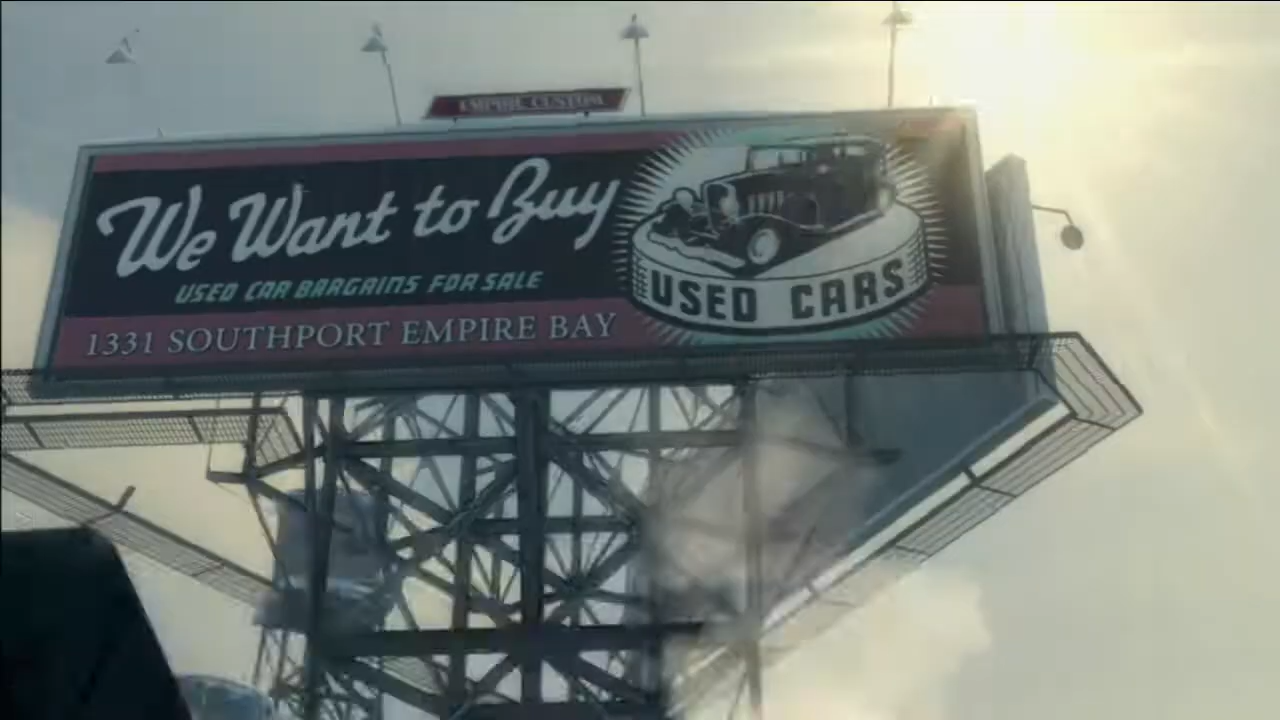 EMPIRE CUSTOM
We Want to Buy
USED CAR BARGAINS FOR SALE
1331 SOUTHPORT EMPIRE BAY
USED CARS